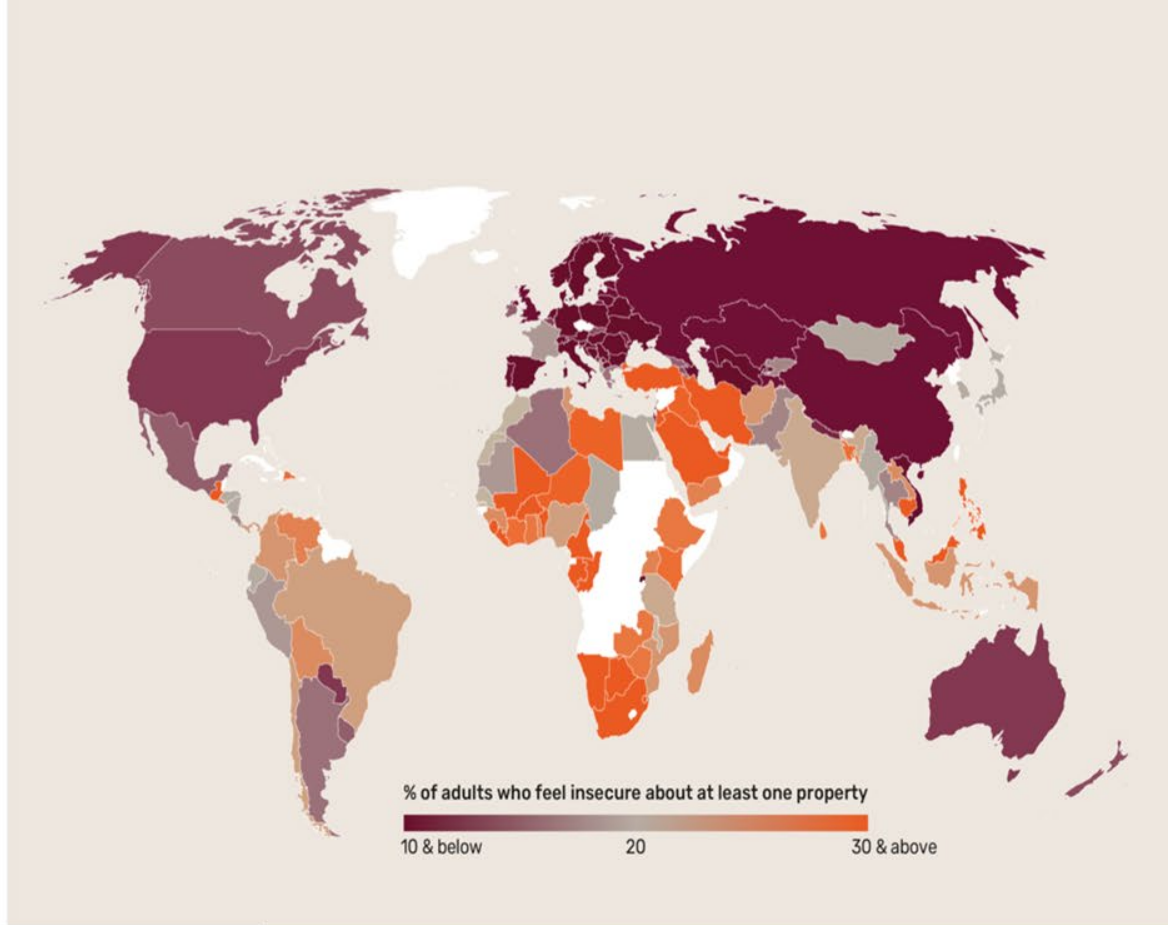 % of adults who feel insecure about at least one property
10 & below 20 30 & above